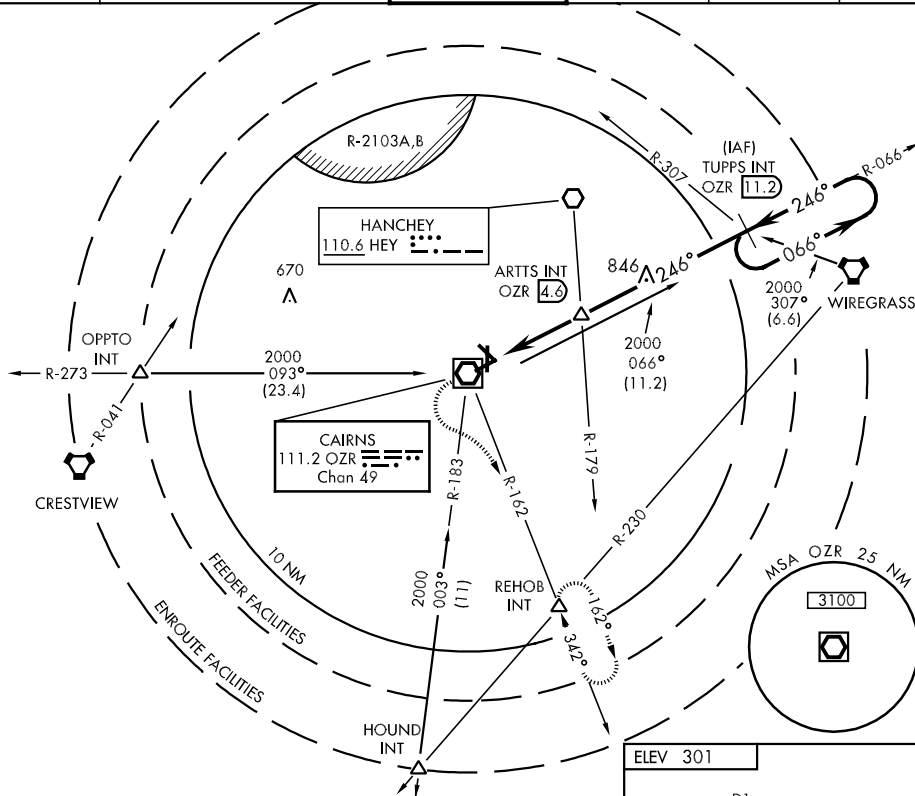 R-2103A,B
(IAF)
TUPPS INT
OZR 11.2
R-307
R-066
246°
066°
HANCHEY
110.6 HEY
670
ARTTS INT
OZR 4.6
846
246°
2000
307°
(6.6)
WIREGRASS
OPPTO
INT
R-273
2000
093°
(23.4)
2000
066°
(11.2)
R-041
CRESTVIEW
CAIRNS
111.2 OZR
Chan 49
R-183
R-162
R-179
R-230
10 NM
FEEDER FACILITIES
ENROUTE FACILITIES
2000
003°
(11)
REHOB
INT
162°
342°
HOUND
INT
MSA OZR 25 NM
3100
ELEV 301